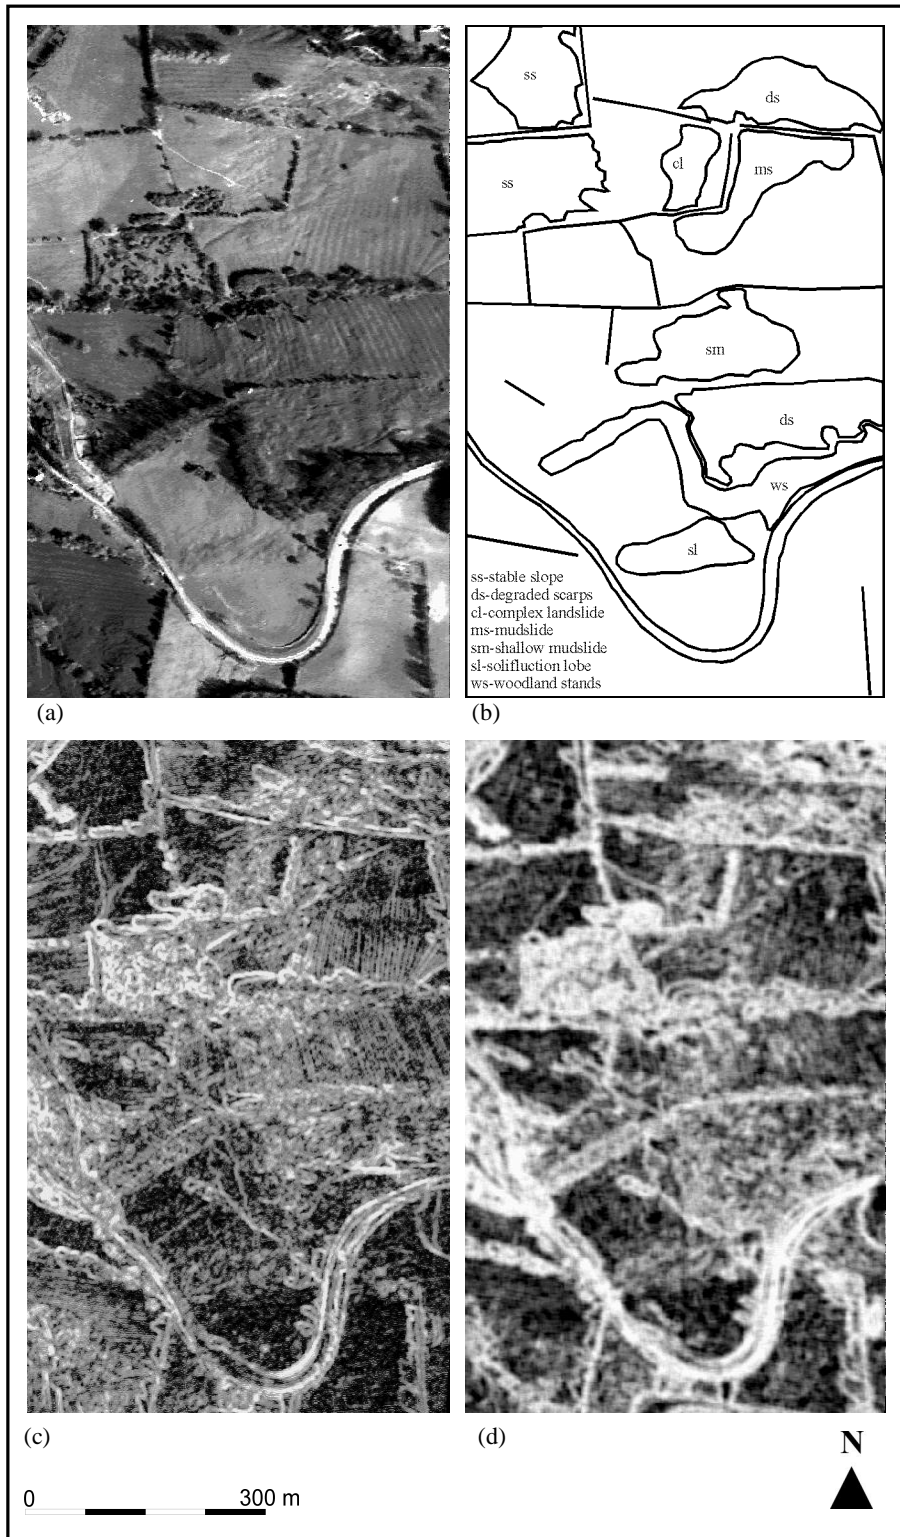 ss
ds
cl
ms
ss
sm
ds
ws
sl
ss-stable slope
ds-degraded scarps
cl-complex landslide
ms-mudslide
sm-shallow mudslide
sl-solifluction lobe
ws-woodland stands
(a)
(b)
(c)
(d)
N
0
300 m